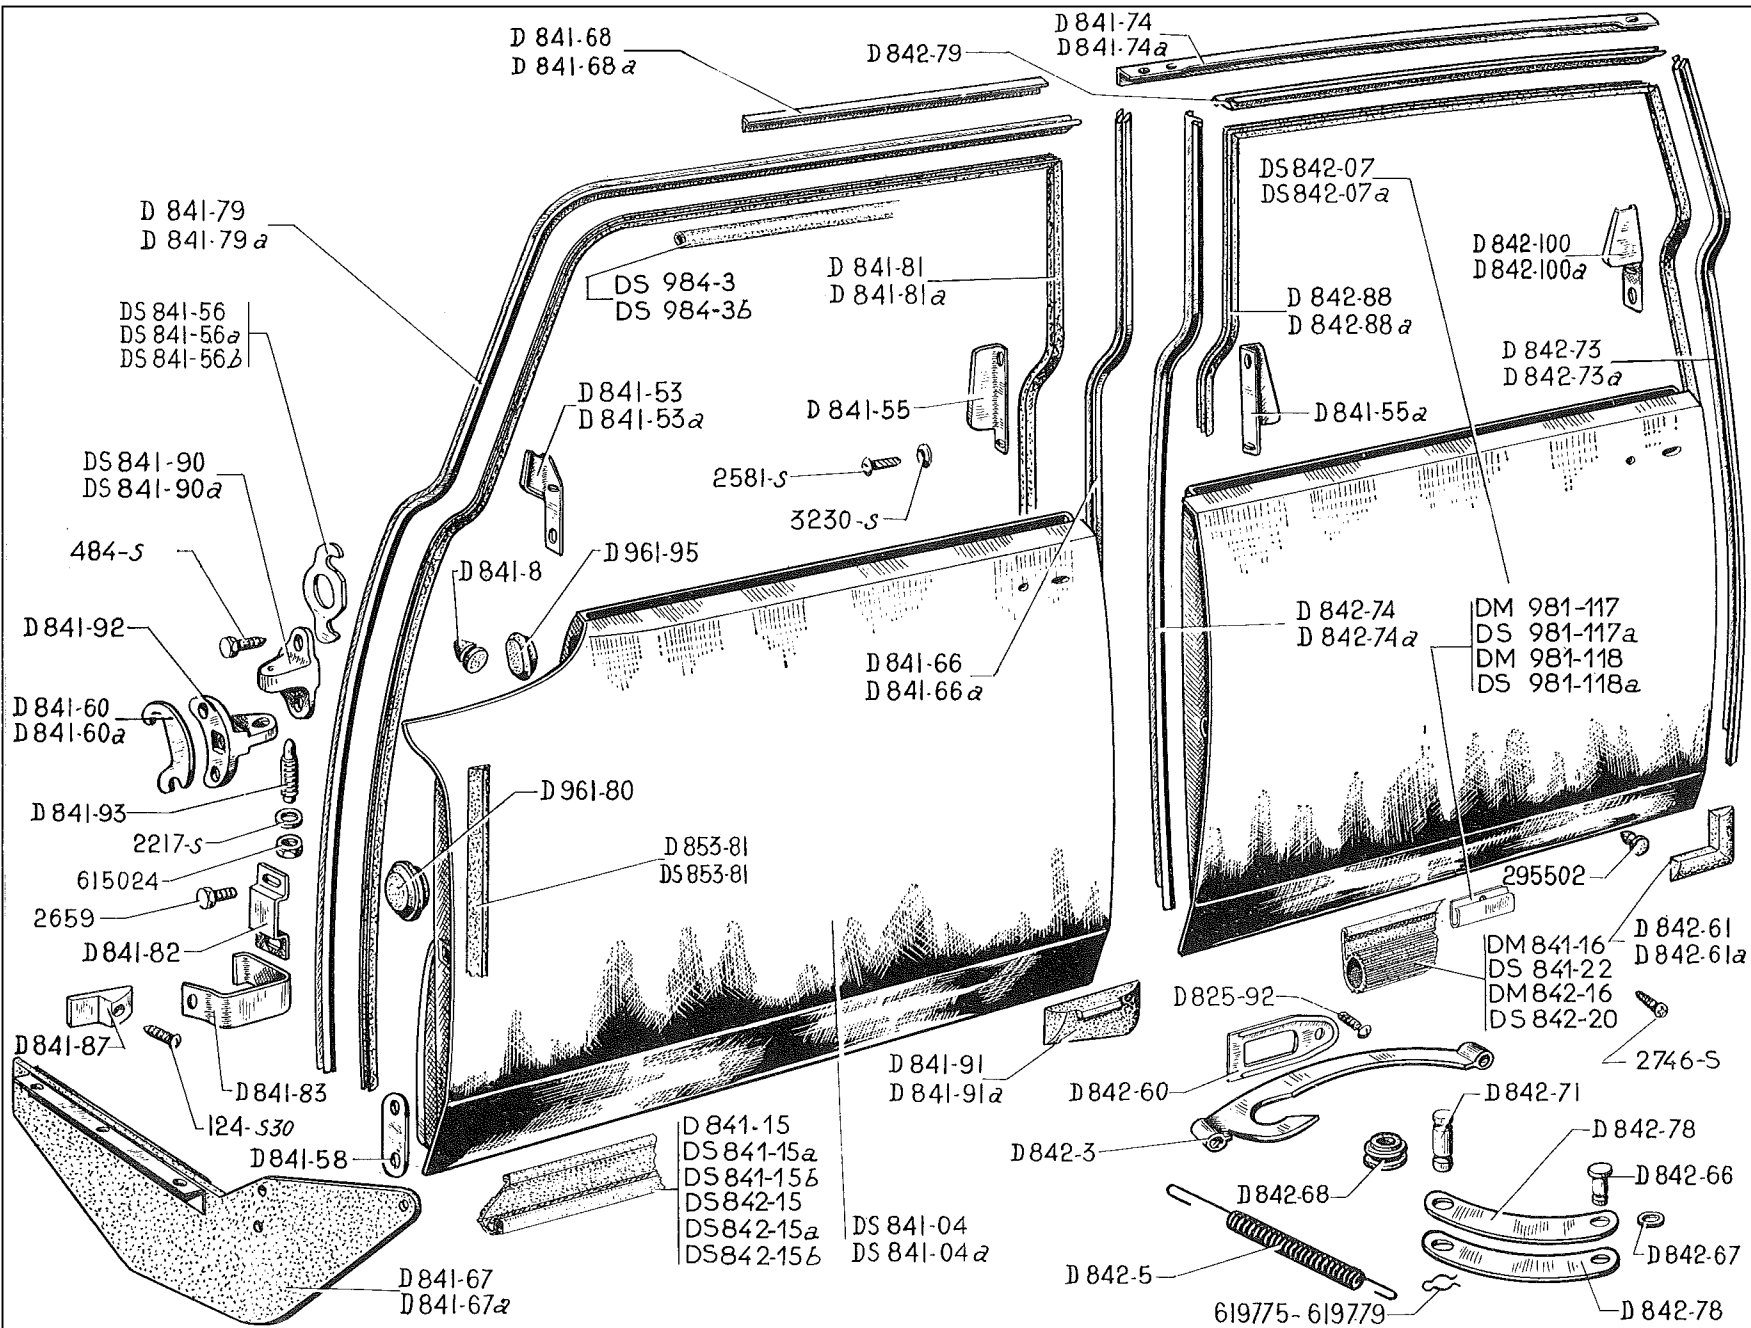 D 841-68
D 841-68a
D 842-79
D 841-74
D 841-74a
D 841-79
D 841-79a
DS 984-3
DS 984-3b
D 841-81
D 841-81a
DS 842-07
DS 842-07a
D 842-100
D 842-100a
DS 841-56
DS 841-56a
DS 841-56b
D 842-88
D 842-88a
D 842-73
D 842-73a
D 841-53
D 841-53a
D 841-55
D 841-55a
DS 841-90
DS 841-90a
2581-S
3230-S
484-S
D 841-8
D 961-95
D 841-92
D 841-66
D 841-66a
D 842-74
D 842-74a
DM 981-117
DS 981-117a
DM 981-118
DS 981-118a
D 841-60
D 841-60a
D 841-93
2217-S
615024
2659
D 841-82
D 961-80
D 853-81
DS 853-81
295502
D 842-61
D 842-61a
DM 841-16
DS 841-22
DM 842-16
DS 842-20
D 841-87
D 841-83
124-S30
D 841-58
D 825-92
D 841-91
D 841-91a
D 842-60
2746-S
D 842-71
D 842-3
D 842-78
D 842-66
D 842-68
D 841-15
DS 841-15a
DS 841-15b
DS 842-15
DS 842-15a
DS 842-15b
DS 841-04
DS 841-04a
D 842-67
D 842-5
D 841-67
D 841-67a
619775-619779
D 842-78